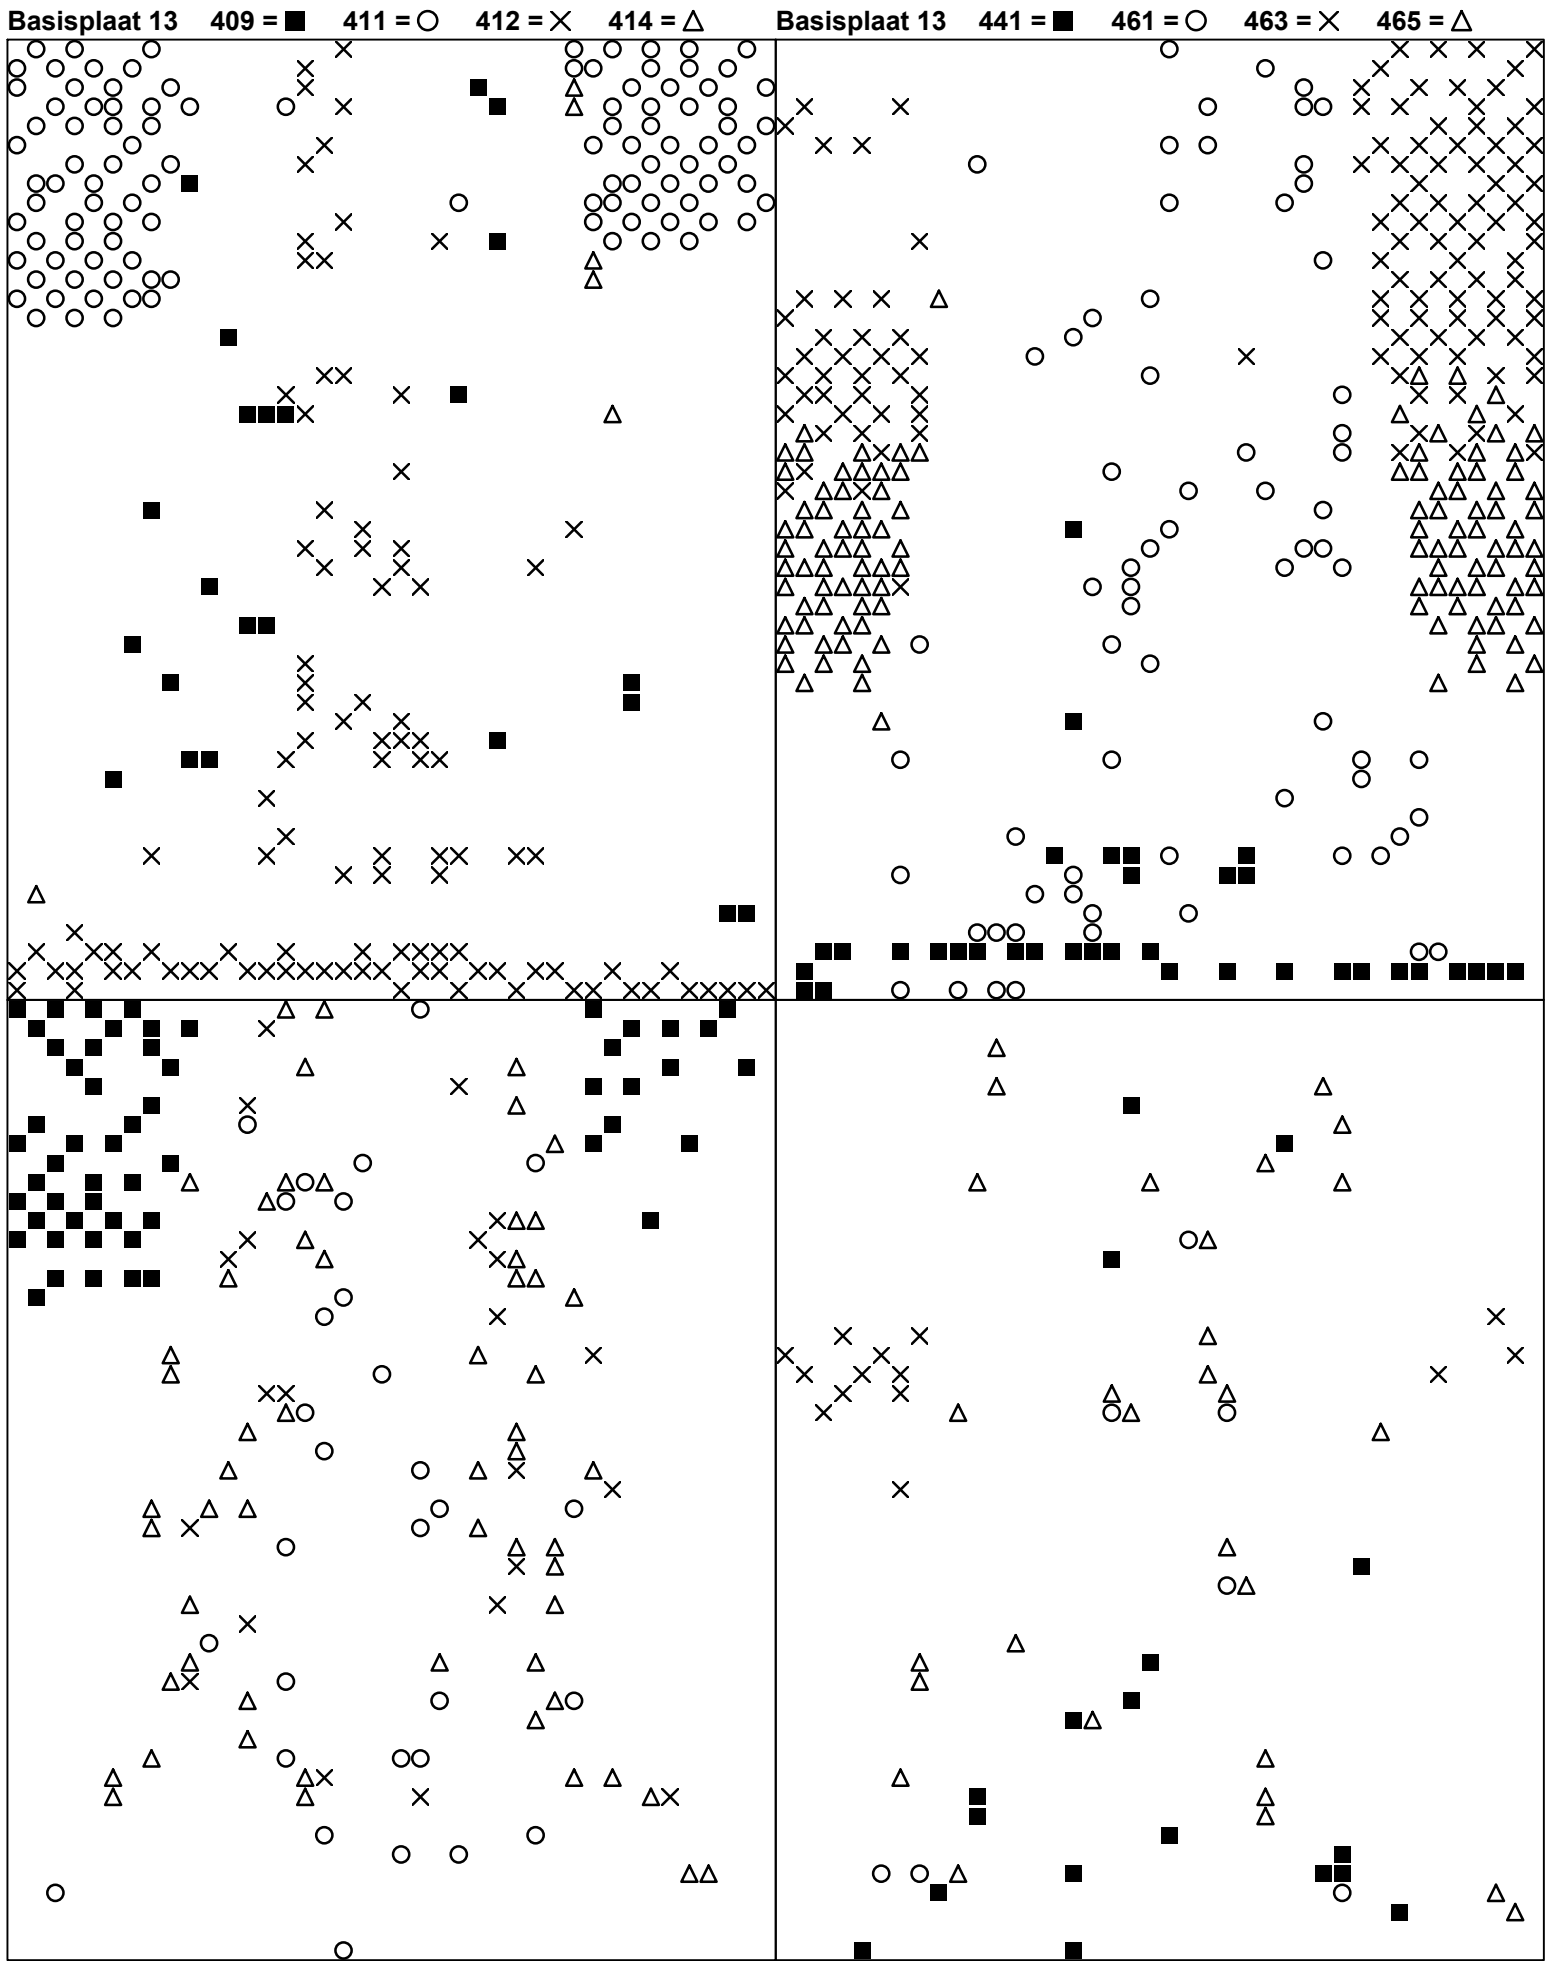 Basisplaat 13 409 = ■ 411 = ○ 412 = × 414 = △
Basisplaat 13 441 = ■ 461 = ○ 463 = × 465 = △